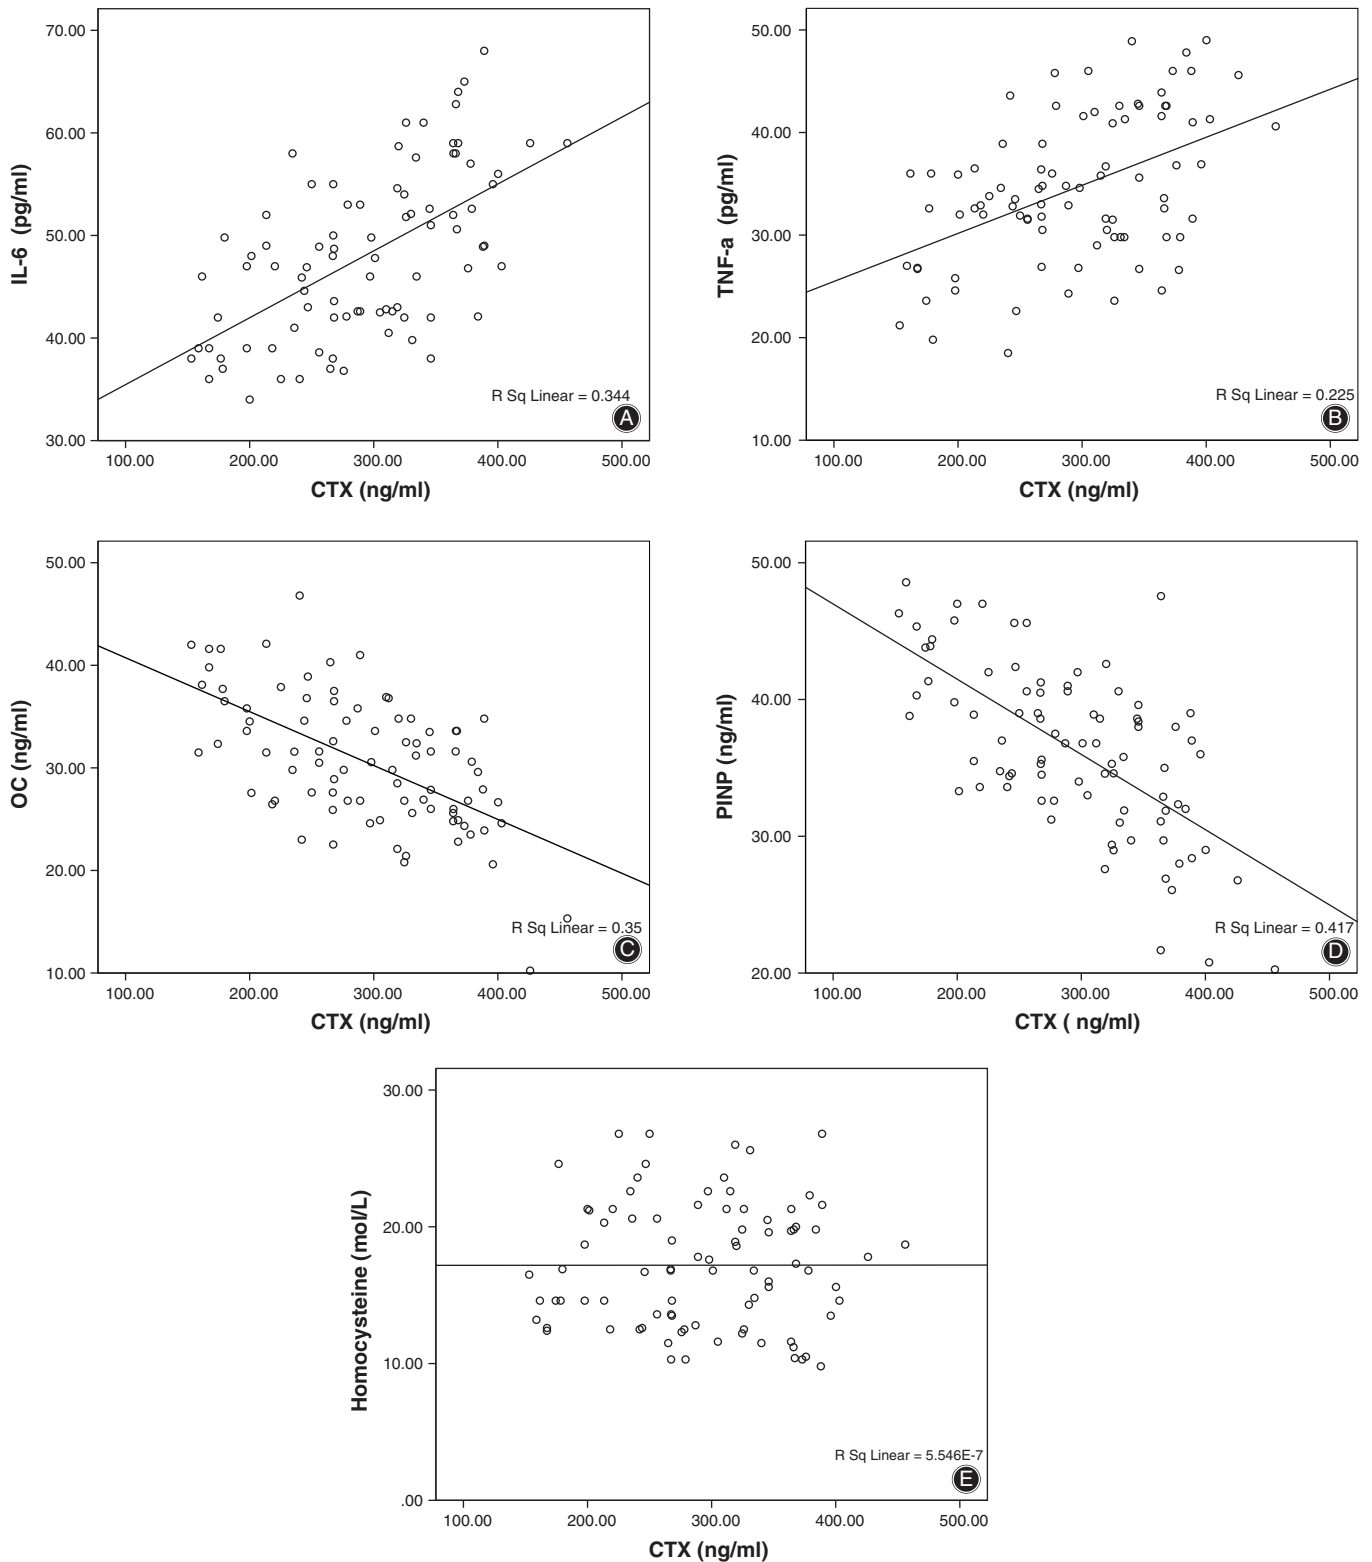 70.00
60.00
50.00
40.00
30.00
IL-6 (pg/ml)
R Sq Linear = 0.344
A
100.00 200.00 300.00 400.00 500.00
CTX (ng/ml)
50.00
40.00
30.00
20.00
10.00
TNF-a (pg/ml)
R Sq Linear = 0.225
B
100.00 200.00 300.00 400.00 500.00
CTX (ng/ml)
50.00
40.00
30.00
20.00
10.00
OC (ng/ml)
R Sq Linear = 0.35
C
100.00 200.00 300.00 400.00 500.00
CTX (ng/ml)
50.00
40.00
30.00
20.00
PINP (ng/ml)
R Sq Linear = 0.417
D
100.00 200.00 300.00 400.00 500.00
CTX ( ng/ml)
30.00
20.00
10.00
.00
Homocysteine (mol/L)
R Sq Linear = 5.546E-7
E
100.00 200.00 300.00 400.00 500.00
CTX (ng/ml)